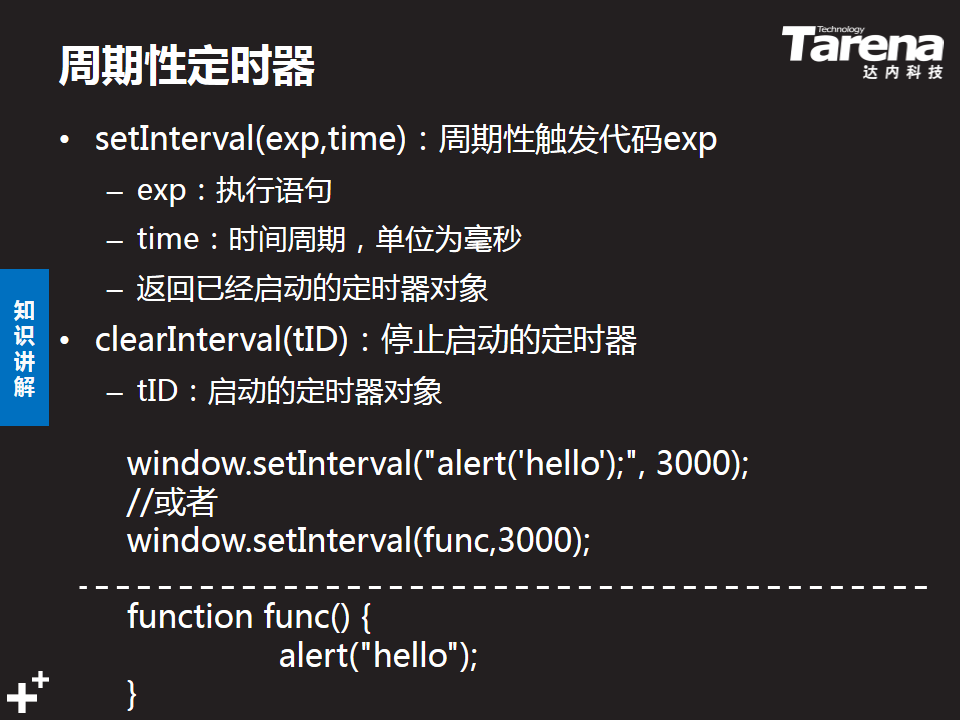 周期性定时器
Technology
Tarena
达内科技
• setInterval(exp,time)：周期性触发代码exp
– exp：执行语句
– time：时间周期，单位为毫秒
– 返回已经启动的定时器对象
• clearInterval(tID)：停止启动的定时器
– tID：启动的定时器对象
知识讲解
window.setInterval("alert('hello');", 3000);
//或者
window.setInterval(func,3000);
function func() {
alert("hello");
}